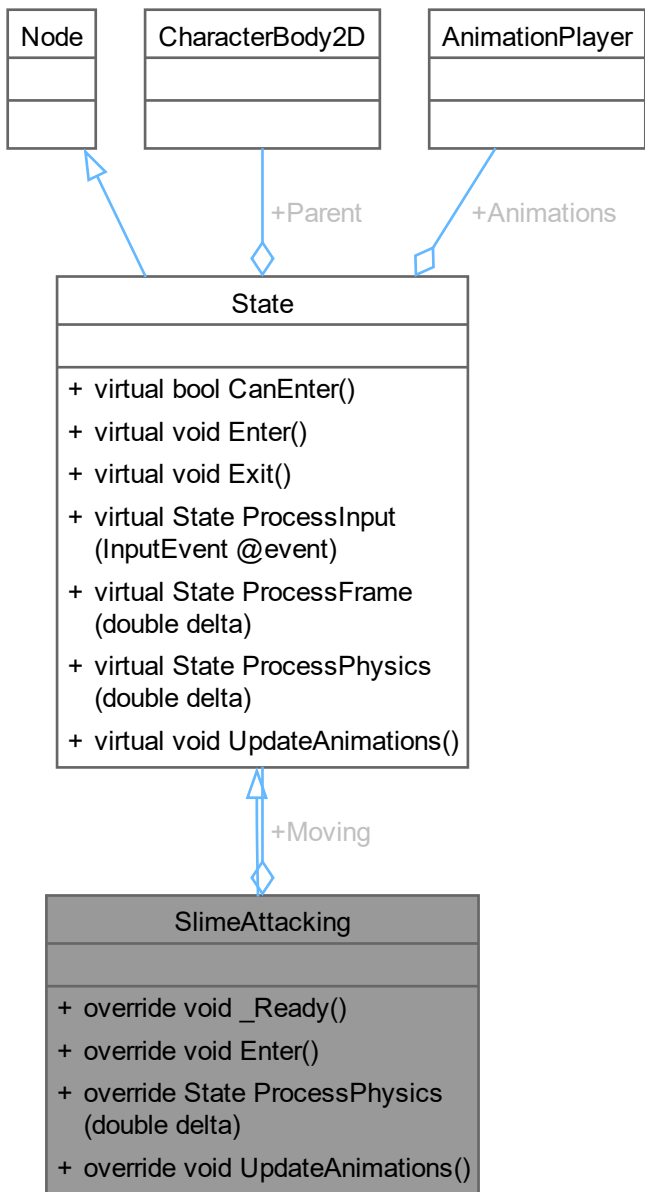 Node
CharacterBody2D
AnimationPlayer
+Parent
+Animations
State
+ virtual bool CanEnter()
+ virtual void Enter()
+ virtual void Exit()
+ virtual State ProcessInput
(InputEvent @event)
+ virtual State ProcessFrame
(double delta)
+ virtual State ProcessPhysics
(double delta)
+ virtual void UpdateAnimations()
+Moving
SlimeAttacking
+ override void _Ready()
+ override void Enter()
+ override State ProcessPhysics
(double delta)
+ override void UpdateAnimations()